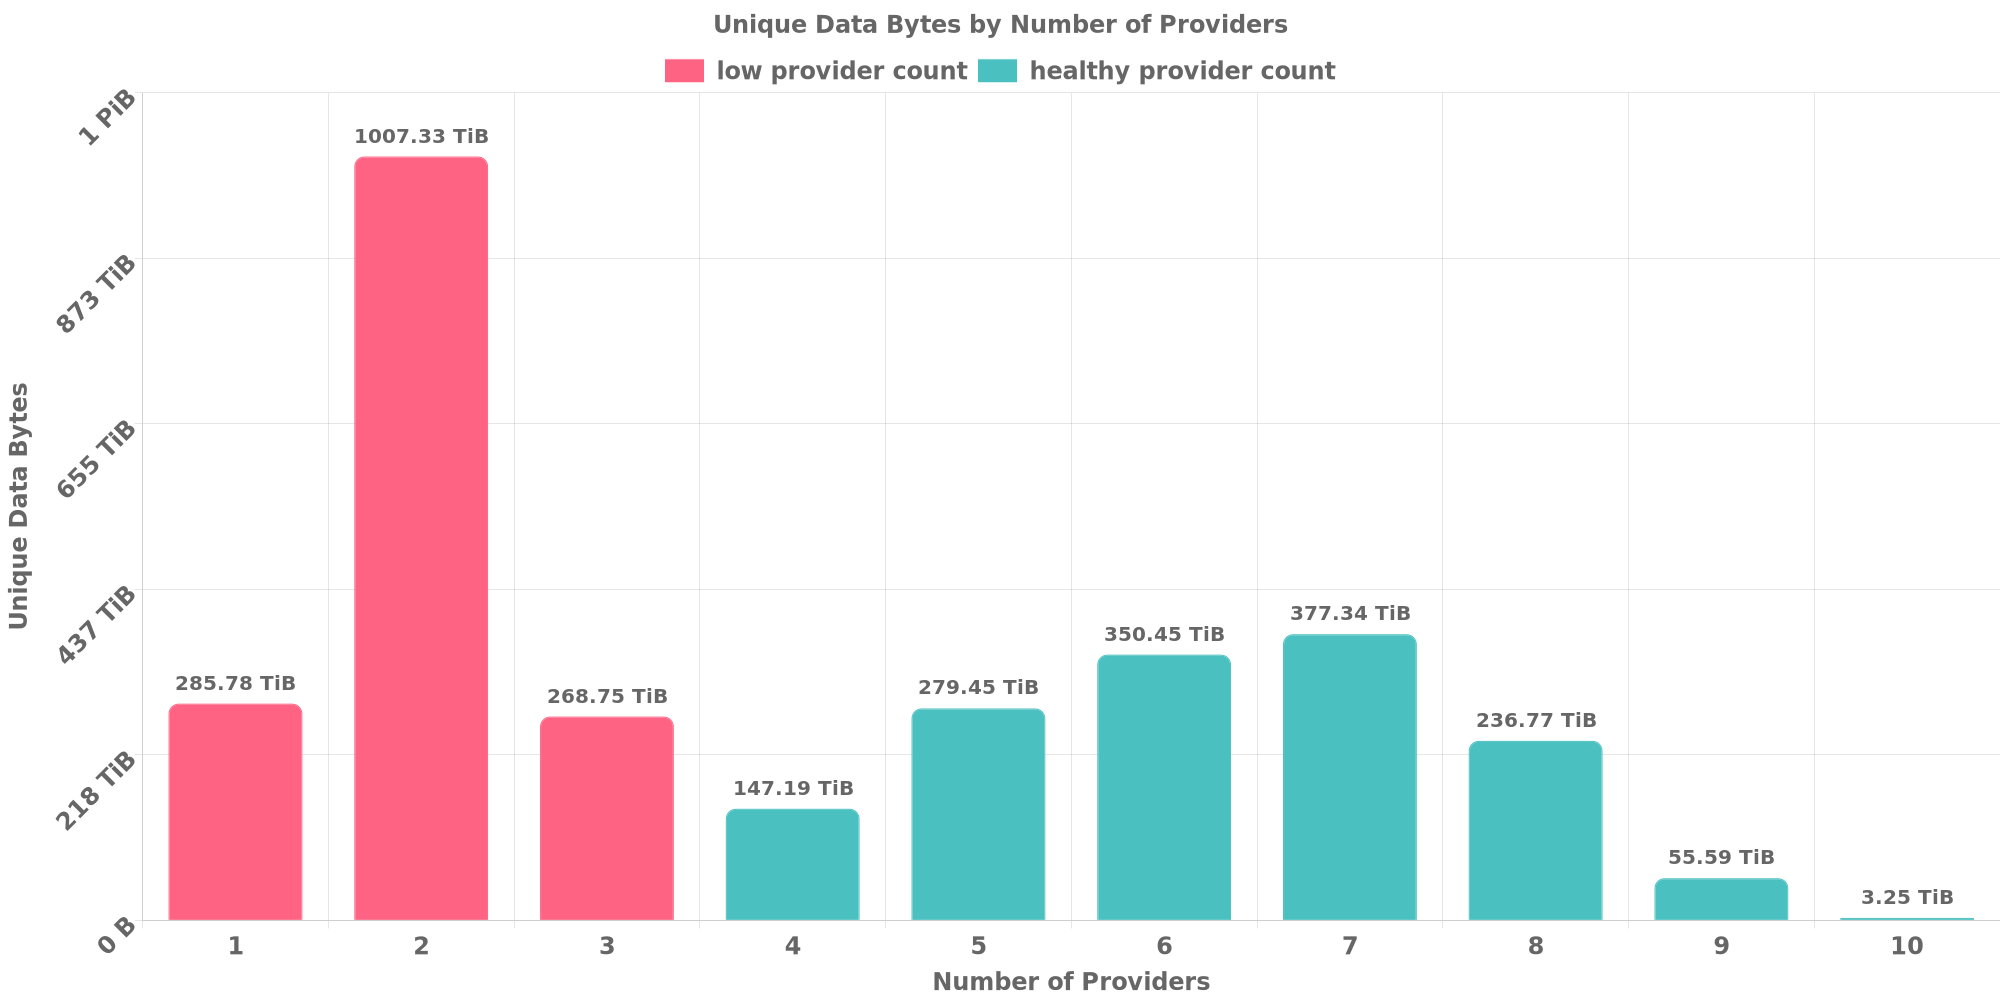 Unique Data Bytes by Number of Providers
low provider count
healthy provider count
1 PiB
873 TiB
655 TiB
437 TiB
218 TiB
0 B
Unique Data Bytes
285.78 TiB
1007.33 TiB
268.75 TiB
147.19 TiB
279.45 TiB
350.45 TiB
377.34 TiB
236.77 TiB
55.59 TiB
3.25 TiB
1
2
3
4
5
6
7
8
9
10
Number of Providers